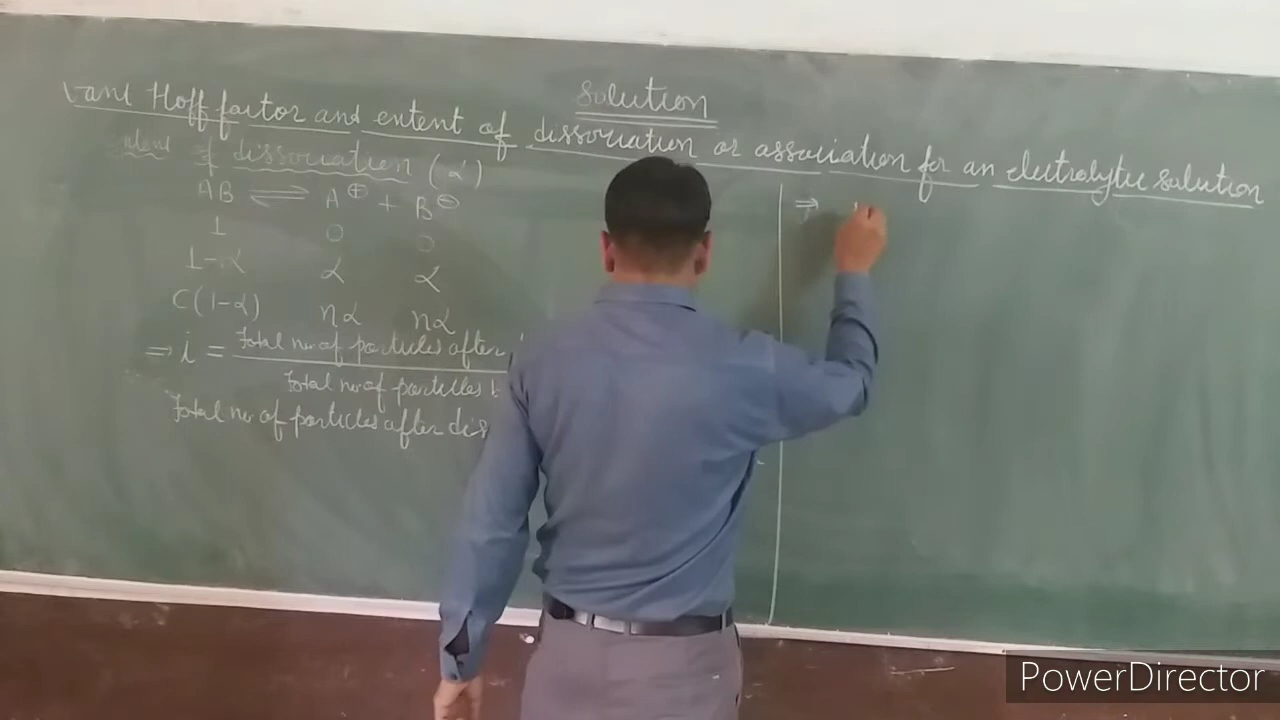 Solution
Vant Hoff factor and extent of dissociation or association for an electrolytic solution
Extent of dissociation (α)
AB ⇌ A⊕ + B⊖
1 0 0
1-α α α
C(1-α) nα nα
⇒ i = Total no of particles after
Total no of particles
Total no of particles after dis
⇒
PowerDirector